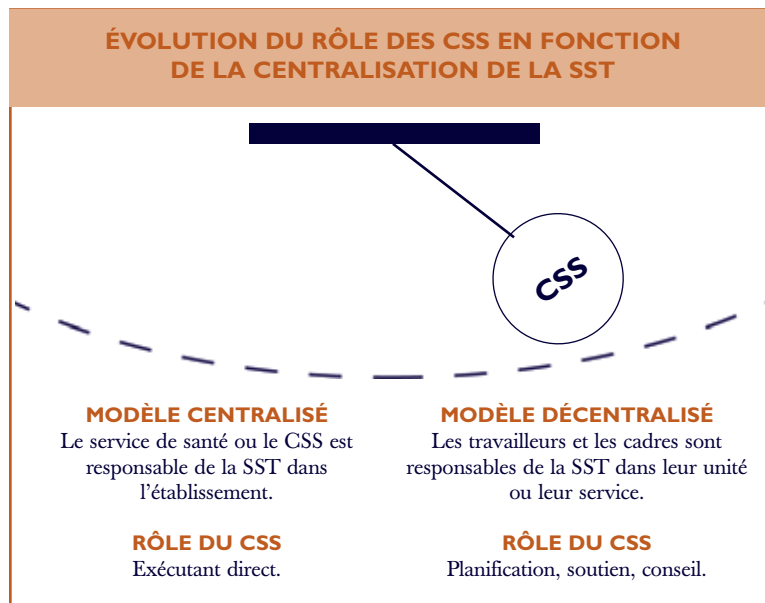 ÉVOLUTION DU RÔLE DES CSS EN FONCTION
DE LA CENTRALISATION DE LA SST
CSS
MODÈLE CENTRALISÉ
Le service de santé ou le CSS est
responsable de la SST dans
l'établissement.
RÔLE DU CSS
Exécutant direct.
MODÈLE DÉCENTRALISÉ
Les travailleurs et les cadres sont
responsables de la SST dans leur unité
ou leur service.
RÔLE DU CSS
Planification, soutien, conseil.